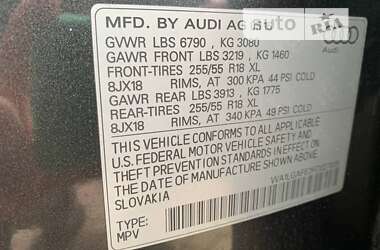 MFD. BY AUDI AG
GVWR LBS 6790 , KG 3080
GAWR FRONT LBS 3219 , KG 1460
FRONT-TIRES 255/55 R18 XL
8JX18 RIMS, AT 300 KPA 44 PSI COLD
GAWR REAR LBS 3913 , KG 1775
REAR-TIRES 255/55 R18 XL
8JX18 RIMS, AT 340 KPA 49 PSI COLD
THIS VEHICLE CONFORMS TO ALL APPLICABLE
U.S. FEDERAL MOTOR VEHICLE SAFETY AND
THEFT PREVENTION STANDARDS IN EFFECT ON
THE DATE OF MANUFACTURE SHOWN ABOVE
SLOVAKIA
TYPE:
MPV
AUTO RIA
Audi